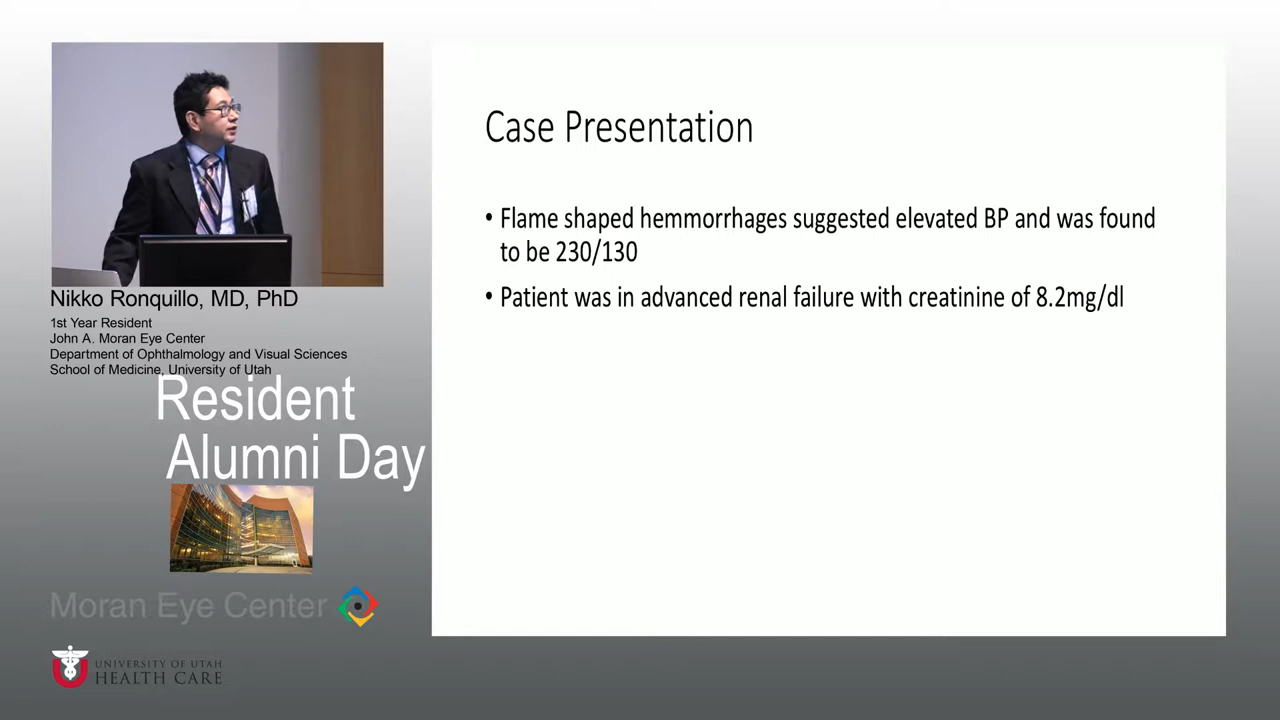 Case Presentation
• Flame shaped hemmorrhages suggested elevated BP and was found
to be 230/130
• Patient was in advanced renal failure with creatinine of 8.2mg/dl
Nikko Ronquillo, MD, PhD
1st Year Resident
John A. Moran Eye Center
Department of Ophthalmology and Visual Sciences
School of Medicine, University of Utah
Resident
Alumni Day
Moran Eye Center
UNIVERSITY OF UTAH
HEALTH CARE